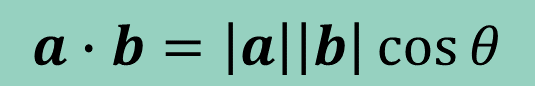 a · b = |a||b| cos θ